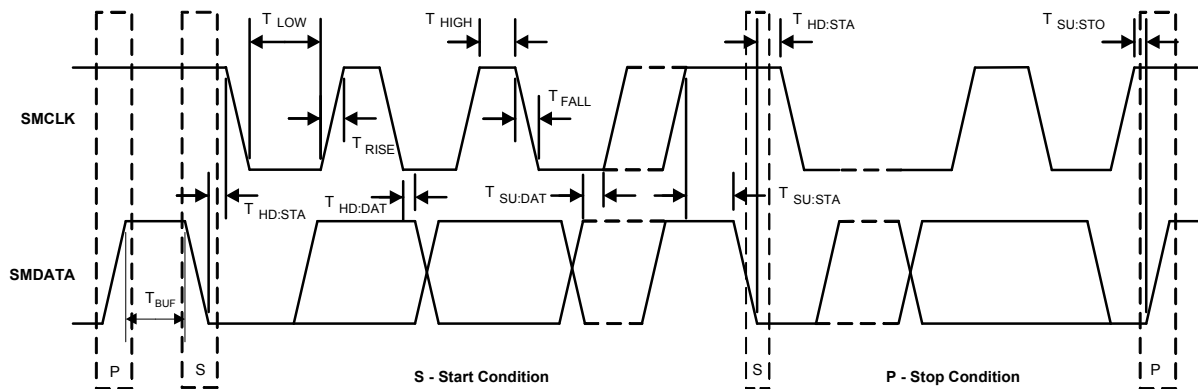 T LOW
T HIGH
T HD:STA
T SU:STO
SMCLK
T FALL
T RISE
T HD:STA
T HD:DAT
T SU:DAT
T SU:STA
SMDATA
T BUF
P
S
S - Start Condition
S
P - Stop Condition
P